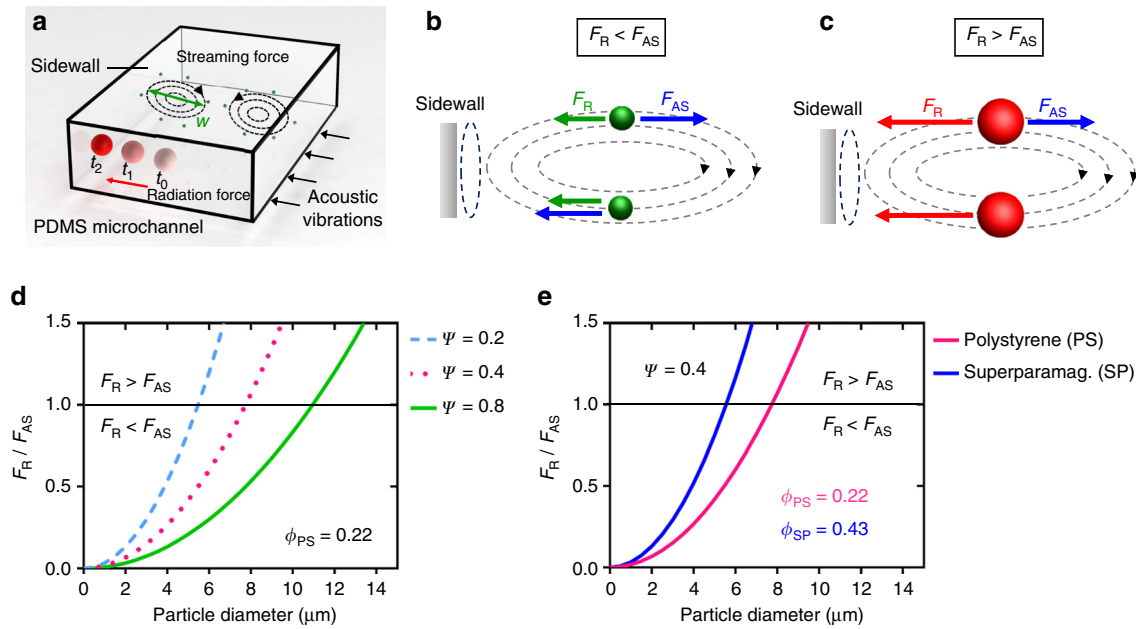 a
Streaming force
Sidewall
w
t2
t1
t0
Radiation force
Acoustic
vibrations
PDMS microchannel
b
FR < FAS
Sidewall
FR
FAS
c
FR > FAS
Sidewall
FR
FAS
d
1.5
1.0
0.5
0.0
FR / FAS
FR > FAS
FR < FAS
ϕPS = 0.22
0 2 4 6 8 10 12 14
Particle diameter (μm)
Ψ = 0.2
Ψ = 0.4
Ψ = 0.8
e
1.5
1.0
0.5
0.0
FR / FAS
Ψ = 0.4
FR > FAS
FR < FAS
ϕPS = 0.22
ϕSP = 0.43
0 2 4 6 8 10 12 14
Particle diameter (μm)
Polystyrene (PS)
Superparamag. (SP)